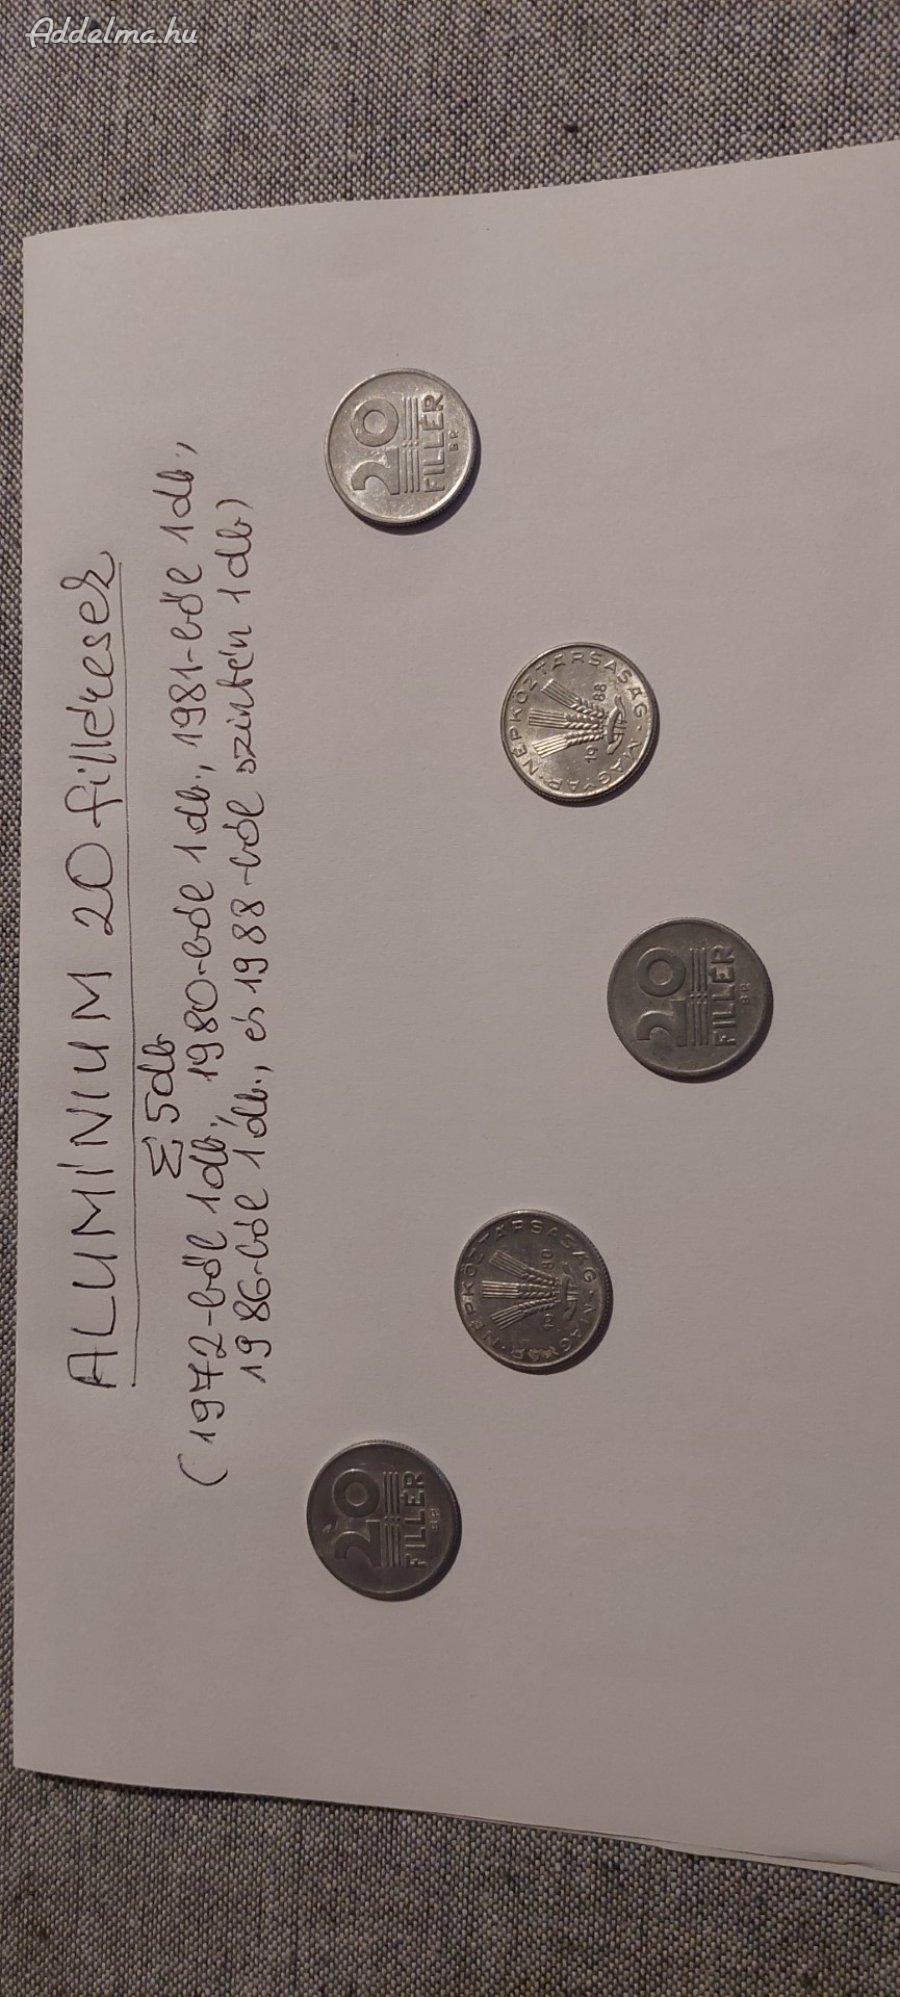 Addelma.hu
ALUMÍNIUM 20 filléresek
Σ 5db
(1972-ből 1db., 1980-ból 1db., 1981-ből 1db.,
1986-ból 1db., és 1988-ból szintén 1db)
20
FILLÉR
BP.
MAGYAR · NÉPKÖZTÁRSASÁG ·
1980
20
FILLÉR
BP.
MAGYAR · NÉPKÖZTÁRSASÁG ·
1988
20
FILLÉR
BP.